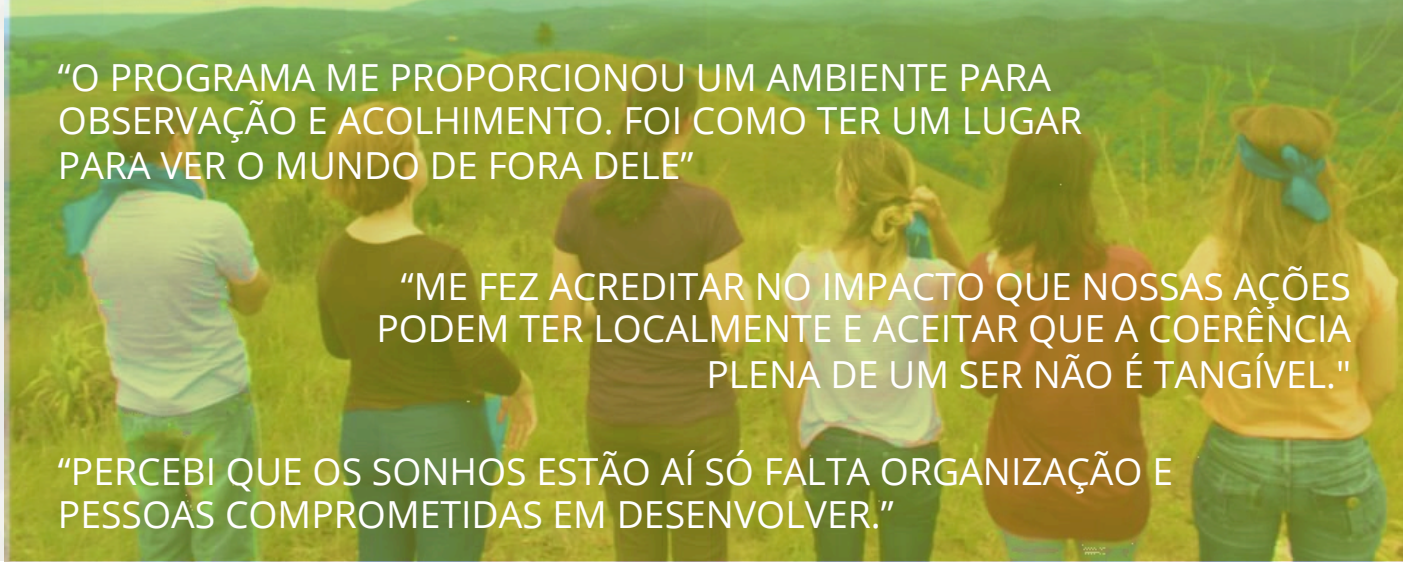 “O PROGRAMA ME PROPORCIONOU UM AMBIENTE PARA
OBSERVAÇÃO E ACOLHIMENTO. FOI COMO TER UM LUGAR
PARA VER O MUNDO DE FORA DELE”
“ME FEZ ACREDITAR NO IMPACTO QUE NOSSAS AÇÕES
PODEM TER LOCALMENTE E ACEITAR QUE A COERÊNCIA
PLENA DE UM SER NÃO É TANGÍVEL."
“PERCEBI QUE OS SONHOS ESTÃO AÍ SÓ FALTA ORGANIZAÇÃO E
PESSOAS COMPROMETIDAS EM DESENVOLVER.”